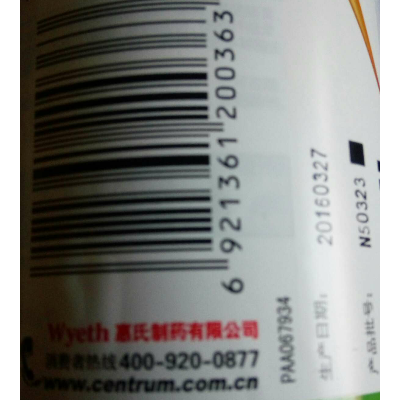 6 921361 200363
Wyeth 惠氏制药有限公司
消费者热线 400-920-0877
www.centrum.com.cn
PAA067934
生产日期: 20160327
产品批号: N50323